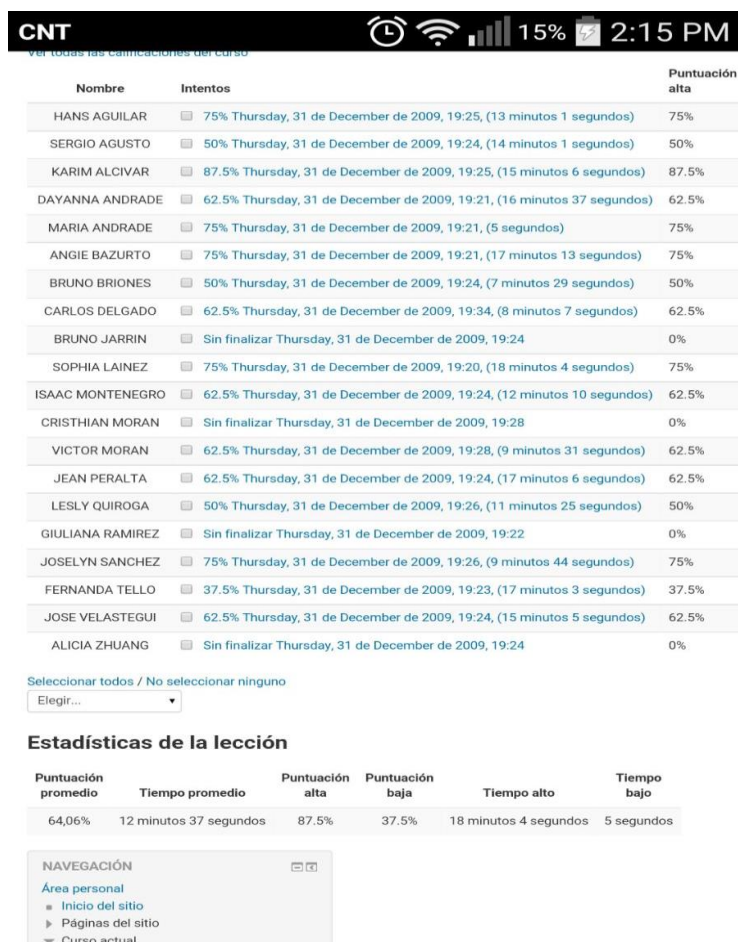 CNT 15% 2:15 PM
Ver todas las calificaciones del curso
Nombre Intentos Puntuación alta
HANS AGUILAR 75% Thursday, 31 de December de 2009, 19:25, (13 minutos 1 segundos) 75%
SERGIO AGUSTO 50% Thursday, 31 de December de 2009, 19:24, (14 minutos 1 segundos) 50%
KARIM ALCIVAR 87.5% Thursday, 31 de December de 2009, 19:25, (15 minutos 6 segundos) 87.5%
DAYANNA ANDRADE 62.5% Thursday, 31 de December de 2009, 19:21, (16 minutos 37 segundos) 62.5%
MARIA ANDRADE 75% Thursday, 31 de December de 2009, 19:21, (5 segundos) 75%
ANGIE BAZURTO 75% Thursday, 31 de December de 2009, 19:21, (17 minutos 13 segundos) 75%
BRUNO BRIONES 50% Thursday, 31 de December de 2009, 19:24, (7 minutos 29 segundos) 50%
CARLOS DELGADO 62.5% Thursday, 31 de December de 2009, 19:34, (8 minutos 7 segundos) 62.5%
BRUNO JARRIN Sin finalizar Thursday, 31 de December de 2009, 19:24 0%
SOPHIA LAINEZ 75% Thursday, 31 de December de 2009, 19:20, (18 minutos 4 segundos) 75%
ISAAC MONTENEGRO 62.5% Thursday, 31 de December de 2009, 19:24, (12 minutos 10 segundos) 62.5%
CRISTHIAN MORAN Sin finalizar Thursday, 31 de December de 2009, 19:28 0%
VICTOR MORAN 62.5% Thursday, 31 de December de 2009, 19:28, (9 minutos 31 segundos) 62.5%
JEAN PERALTA 62.5% Thursday, 31 de December de 2009, 19:24, (17 minutos 6 segundos) 62.5%
LESLY QUIROGA 50% Thursday, 31 de December de 2009, 19:26, (11 minutos 25 segundos) 50%
GIULIANA RAMIREZ Sin finalizar Thursday, 31 de December de 2009, 19:22 0%
JOSELYN SANCHEZ 75% Thursday, 31 de December de 2009, 19:26, (9 minutos 44 segundos) 75%
FERNANDA TELLO 37.5% Thursday, 31 de December de 2009, 19:23, (17 minutos 3 segundos) 37.5%
JOSE VELASTEGUI 62.5% Thursday, 31 de December de 2009, 19:24, (15 minutos 5 segundos) 62.5%
ALICIA ZHUANG Sin finalizar Thursday, 31 de December de 2009, 19:24 0%
Seleccionar todos / No seleccionar ninguno
Elegir...
Estadísticas de la lección
Puntuación promedio Tiempo promedio Puntuación alta Puntuación baja Tiempo alto Tiempo bajo
64,06% 12 minutos 37 segundos 87.5% 37.5% 18 minutos 4 segundos 5 segundos
NAVEGACIÓN
Área personal
Inicio del sitio
Páginas del sitio
Curso actual